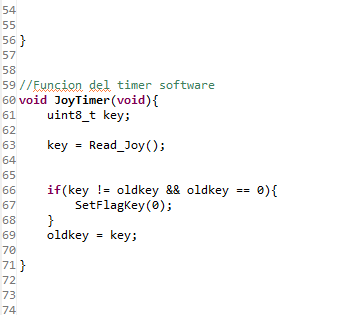 54
55
56 }
57
58
59 //Funcion del timer software
60 void JoyTimer(void){
61     uint8_t key;
62
63     key = Read_Joy();
64
65
66     if(key != oldkey && oldkey == 0){
67         SetFlagKey(0);
68     }
69     oldkey = key;
70
71 }
72
73
74